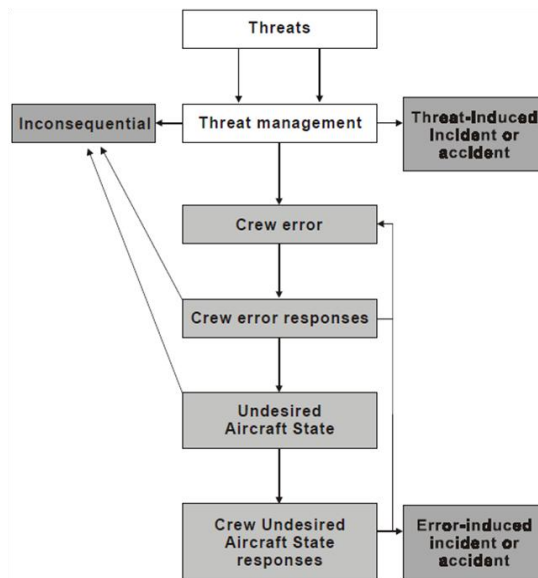 Threats
Inconsequential
Threat management
Threat-Induced
Incident or
accident
Crew error
Crew error responses
Undesired
Aircraft State
Crew Undesired
Aircraft State
responses
Error-induced
incident or
accident